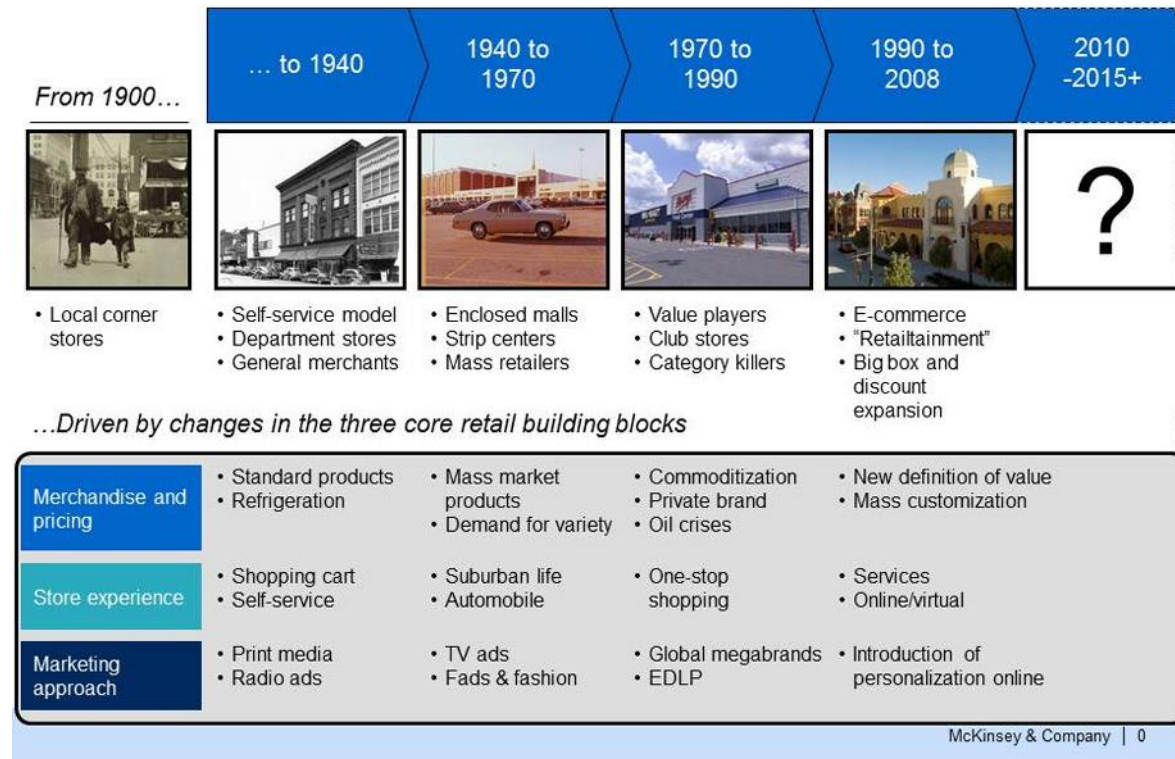 From 1900…
… to 1940
1940 to
1970
1970 to
1990
1990 to
2008
2010
-2015+
?
• Local corner
stores
• Self-service model
• Department stores
• General merchants
• Enclosed malls
• Strip centers
• Mass retailers
• Value players
• Club stores
• Category killers
• E-commerce
• "Retailtainment"
• Big box and
discount
expansion
…Driven by changes in the three core retail building blocks
Merchandise and
pricing
• Standard products
• Refrigeration
• Mass market
products
• Demand for variety
• Commoditization
• Private brand
• Oil crises
• New definition of value
• Mass customization
Store experience
• Shopping cart
• Self-service
• Suburban life
• Automobile
• One-stop
shopping
• Services
• Online/virtual
Marketing
approach
• Print media
• Radio ads
• TV ads
• Fads & fashion
• Global megabrands
• EDLP
• Introduction of
personalization online
McKinsey & Company | 0